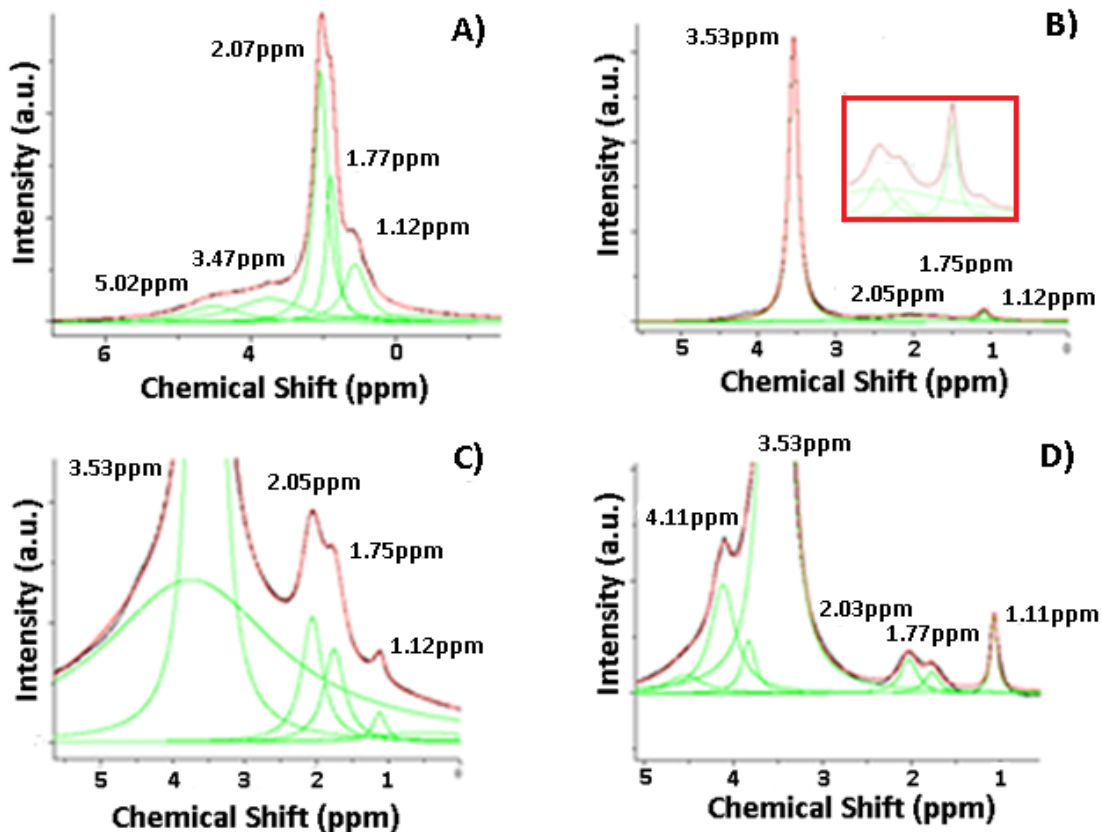 A)
2.07ppm
1.77ppm
1.12ppm
3.47ppm
5.02ppm
Intensity (a.u.)
6 4 2 0
Chemical Shift (ppm)
B)
3.53ppm
1.75ppm
2.05ppm
1.12ppm
Intensity (a.u.)
5 4 3 2 1 0
Chemical Shift (ppm)
C)
3.53ppm
2.05ppm
1.75ppm
1.12ppm
Intensity (a.u.)
5 4 3 2 1 0
Chemical Shift (ppm)
D)
3.53ppm
4.11ppm
2.03ppm
1.77ppm
1.11ppm
Intensity (a.u.)
5 4 3 2 1
Chemical Shift (ppm)